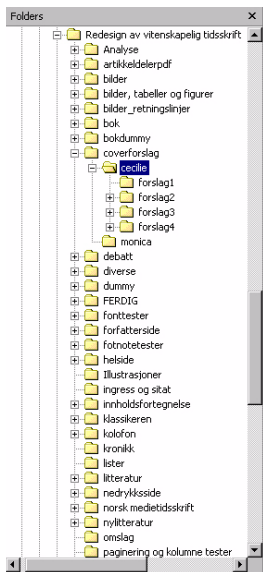 Folders
Redesign av vitenskapelig tidsskrift
Analyse
artikkeldelerpdf
bilder
bilder, tabeller og figurer
bilder_retningslinjer
bok
bokdummy
coverforslag
cecilie
forslag1
forslag2
forslag3
forslag4
monica
debatt
diverse
dummy
FERDIG
fonttester
forfatterside
fotnotetester
helside
Illustrasjoner
ingress og sitat
innholdsfortegnelse
klassikeren
kolofon
kronikk
lister
litteratur
nedrykksside
norsk medietidsskrift
nylitteratur
omslag
paginering og kolumne tester